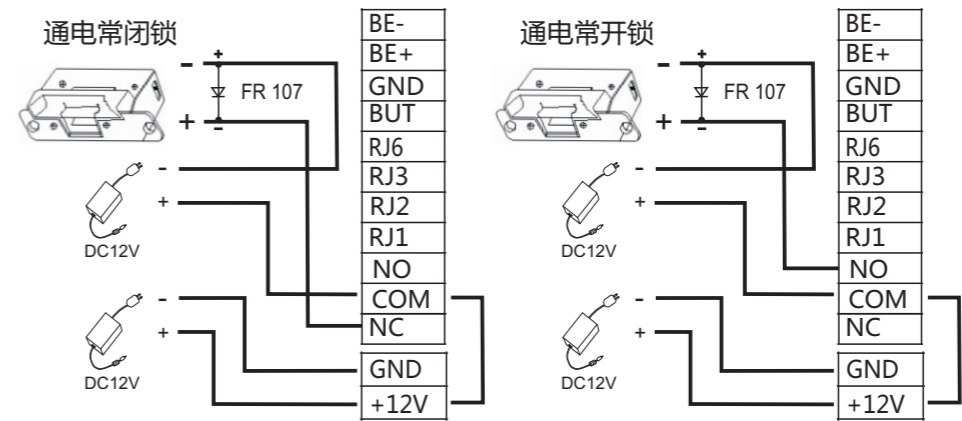 通电常闭锁
-
+
FR 107
+
-
-
+
DC12V
-
+
DC12V
BE-
BE+
GND
BUT
RJ6
RJ3
RJ2
RJ1
NO
COM
NC
GND
+12V
通电常开锁
-
+
FR 107
+
-
-
+
DC12V
-
+
DC12V
BE-
BE+
GND
BUT
RJ6
RJ3
RJ2
RJ1
NO
COM
NC
GND
+12V